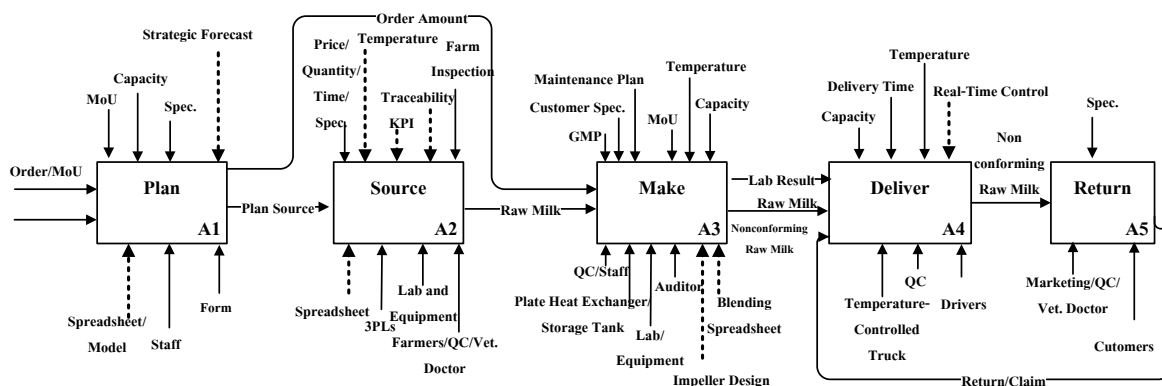 Order Amount
Strategic Forecast
Capacity
MoU
Spec.
Order/MoU
Plan
A1
Plan Source
Spreadsheet/
Model
Staff
Form
Price/
Quantity/
Time/
Spec.
Temperature
KPI
Traceability
Farm
Inspection
Source
A2
Raw Milk
Spreadsheet
3PLs
Lab and
Equipment
Farmers/QC/Vet.
Doctor
Maintenance Plan
Customer Spec.
GMP
MoU
Temperature
Capacity
Make
A3
Lab Result
Raw Milk
Nonconforming
Raw Milk
QC/Staff
Plate Heat Exchanger/
Storage Tank
Lab/
Equipment
Auditor
Impeller Design
Blending
Spreadsheet
Capacity
Delivery Time
Temperature
Real-Time Control
Deliver
A4
Non
conforming
Raw Milk
Temperature-
Controlled
Truck
QC
Drivers
Spec.
Return
A5
Marketing/QC/
Vet. Doctor
Cutomers
Return/Claim